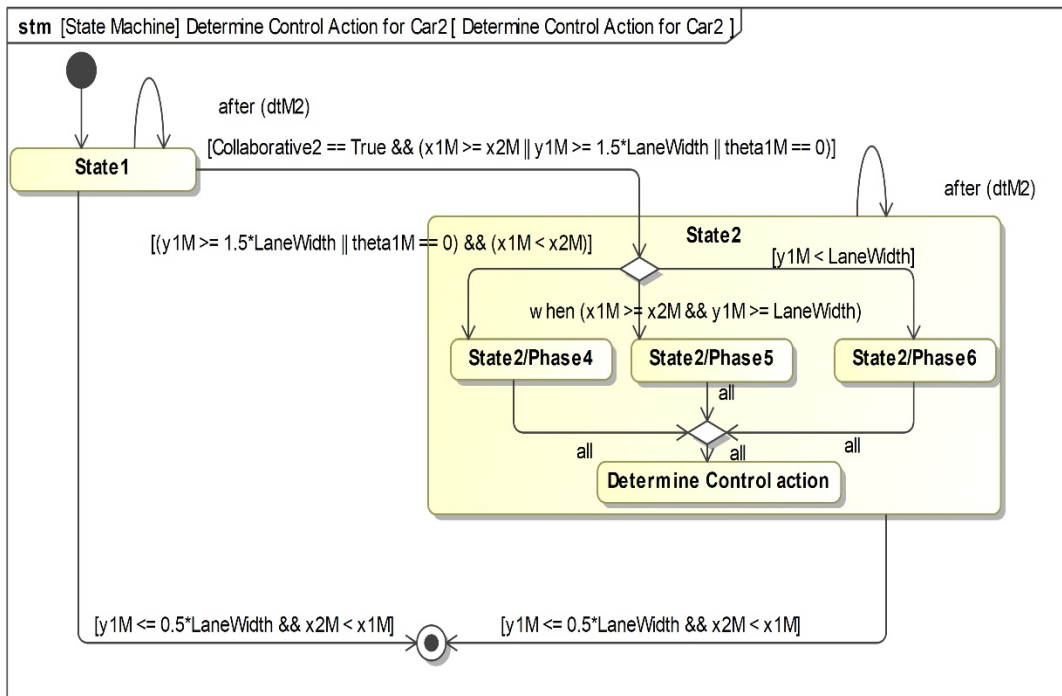 stm [State Machine] Determine Control Action for Car2 [ Determine Control Action for Car2 ]
after (dtM2)
[Collaborative2 == True && (x1M >= x2M || y1M >= 1.5*LaneWidth || theta1M == 0)]
State1
after (dtM2)
State2
[(y1M >= 1.5*LaneWidth || theta1M == 0) && (x1M < x2M)]
[y1M < LaneWidth]
when (x1M >= x2M && y1M >= LaneWidth)
State2/Phase4
State2/Phase5
State2/Phase6
all
all
all
all
Determine Control action
[y1M <= 0.5*LaneWidth && x2M < x1M]
[y1M <= 0.5*LaneWidth && x2M < x1M]